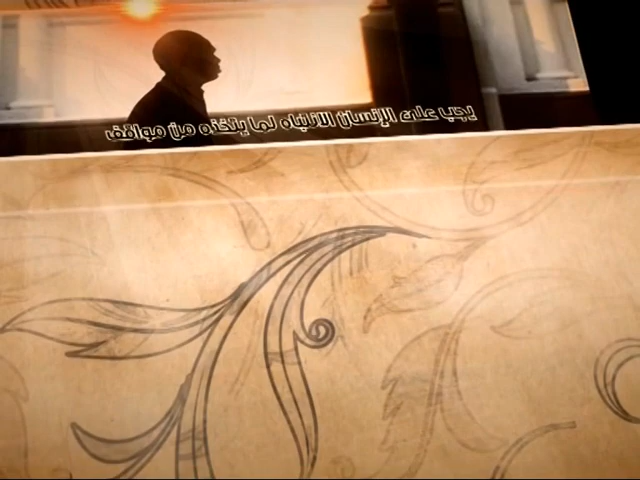 يجب على الإنسان الانتباه لما يتخذه من مواقف